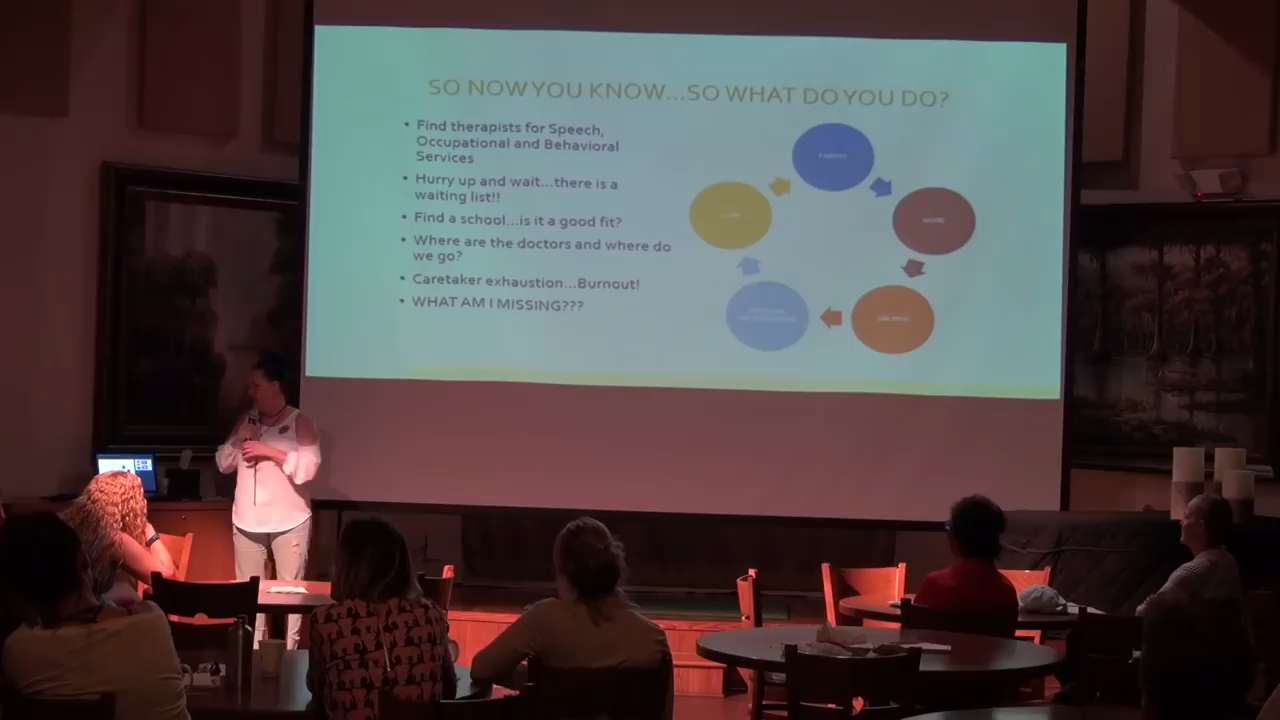 SO NOW YOU KNOW...SO WHAT DO YOU DO?
• Find therapists for Speech,
Occupational and Behavioral
Services
• Hurry up and wait...there is a
waiting list!!
• Find a school...is it a good fit?
• Where are the doctors and where do
we go?
• Caretaker exhaustion...Burnout!
• WHAT AM I MISSING???